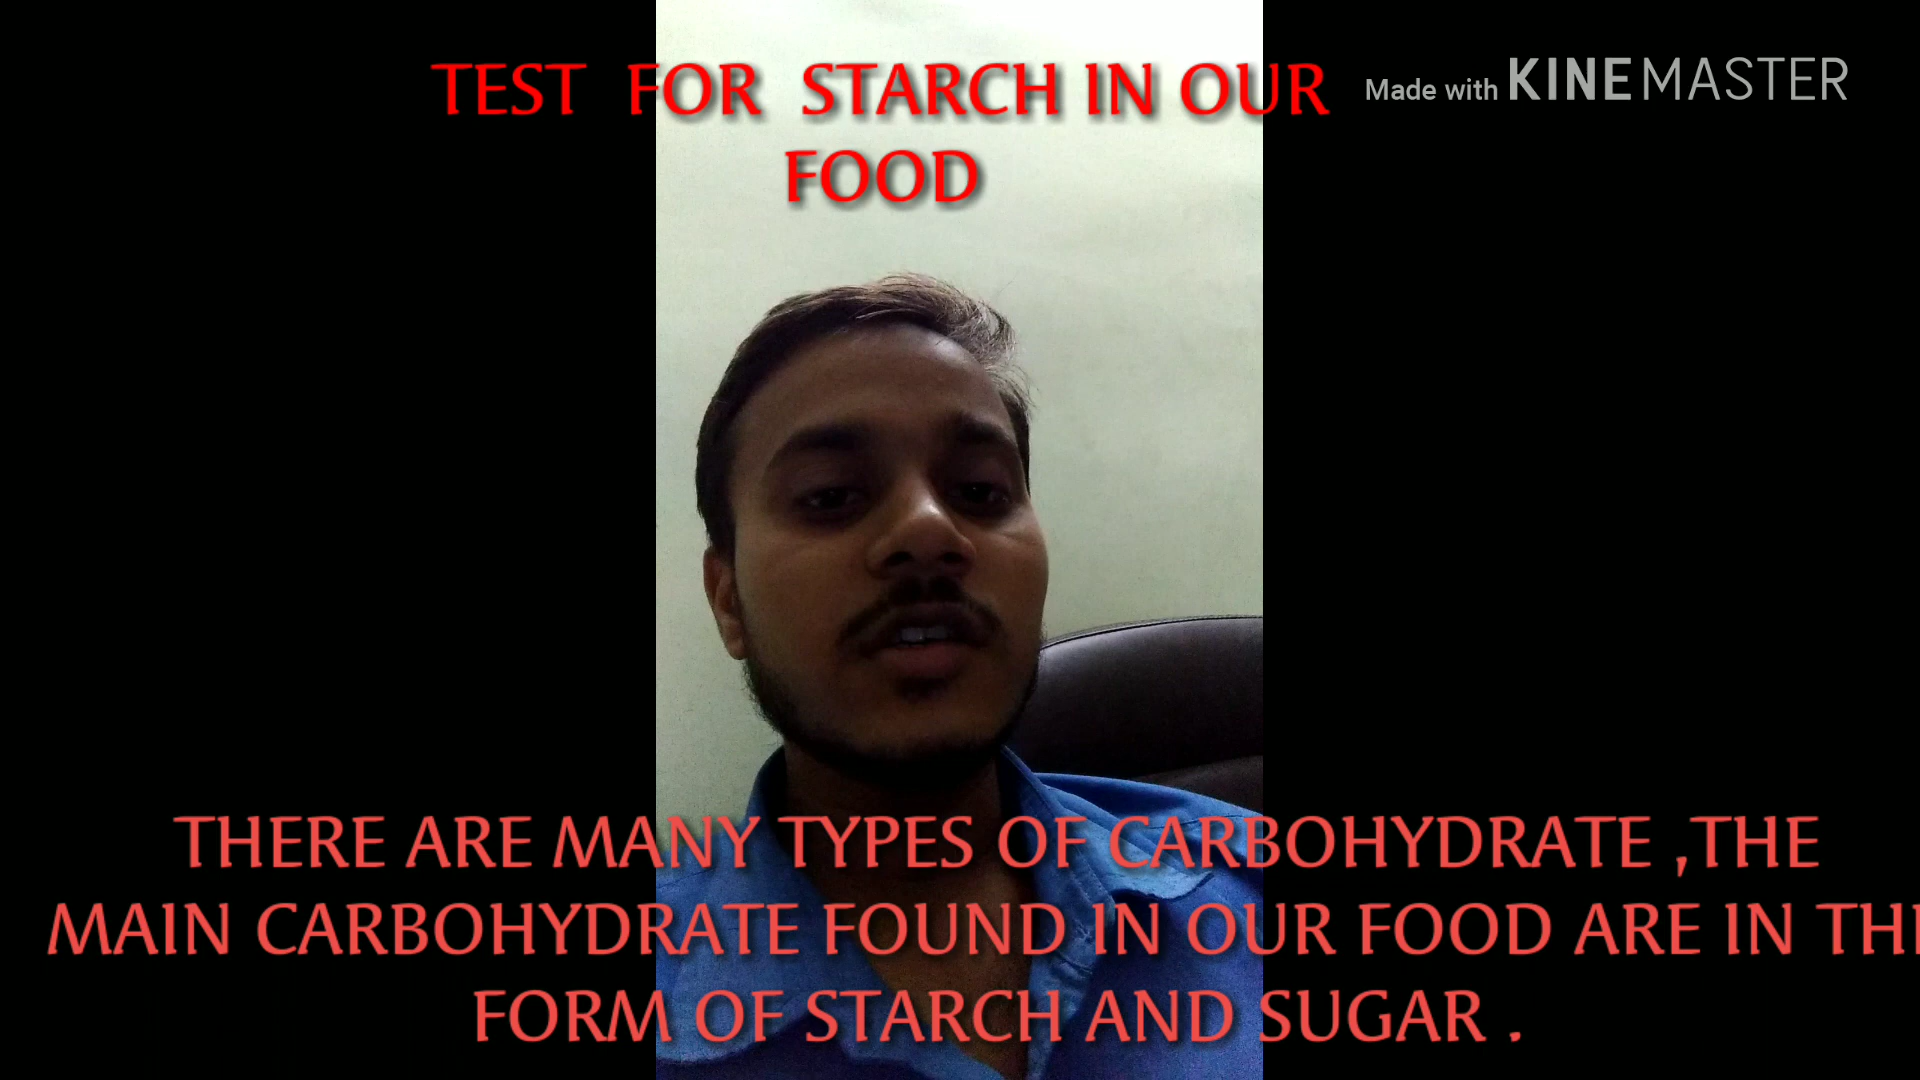 TEST FOR STARCH IN OUR
FOOD
Made with KINEMASTER
THERE ARE MANY TYPES OF CARBOHYDRATE ,THE
MAIN CARBOHYDRATE FOUND IN OUR FOOD ARE IN THE
FORM OF STARCH AND SUGAR .